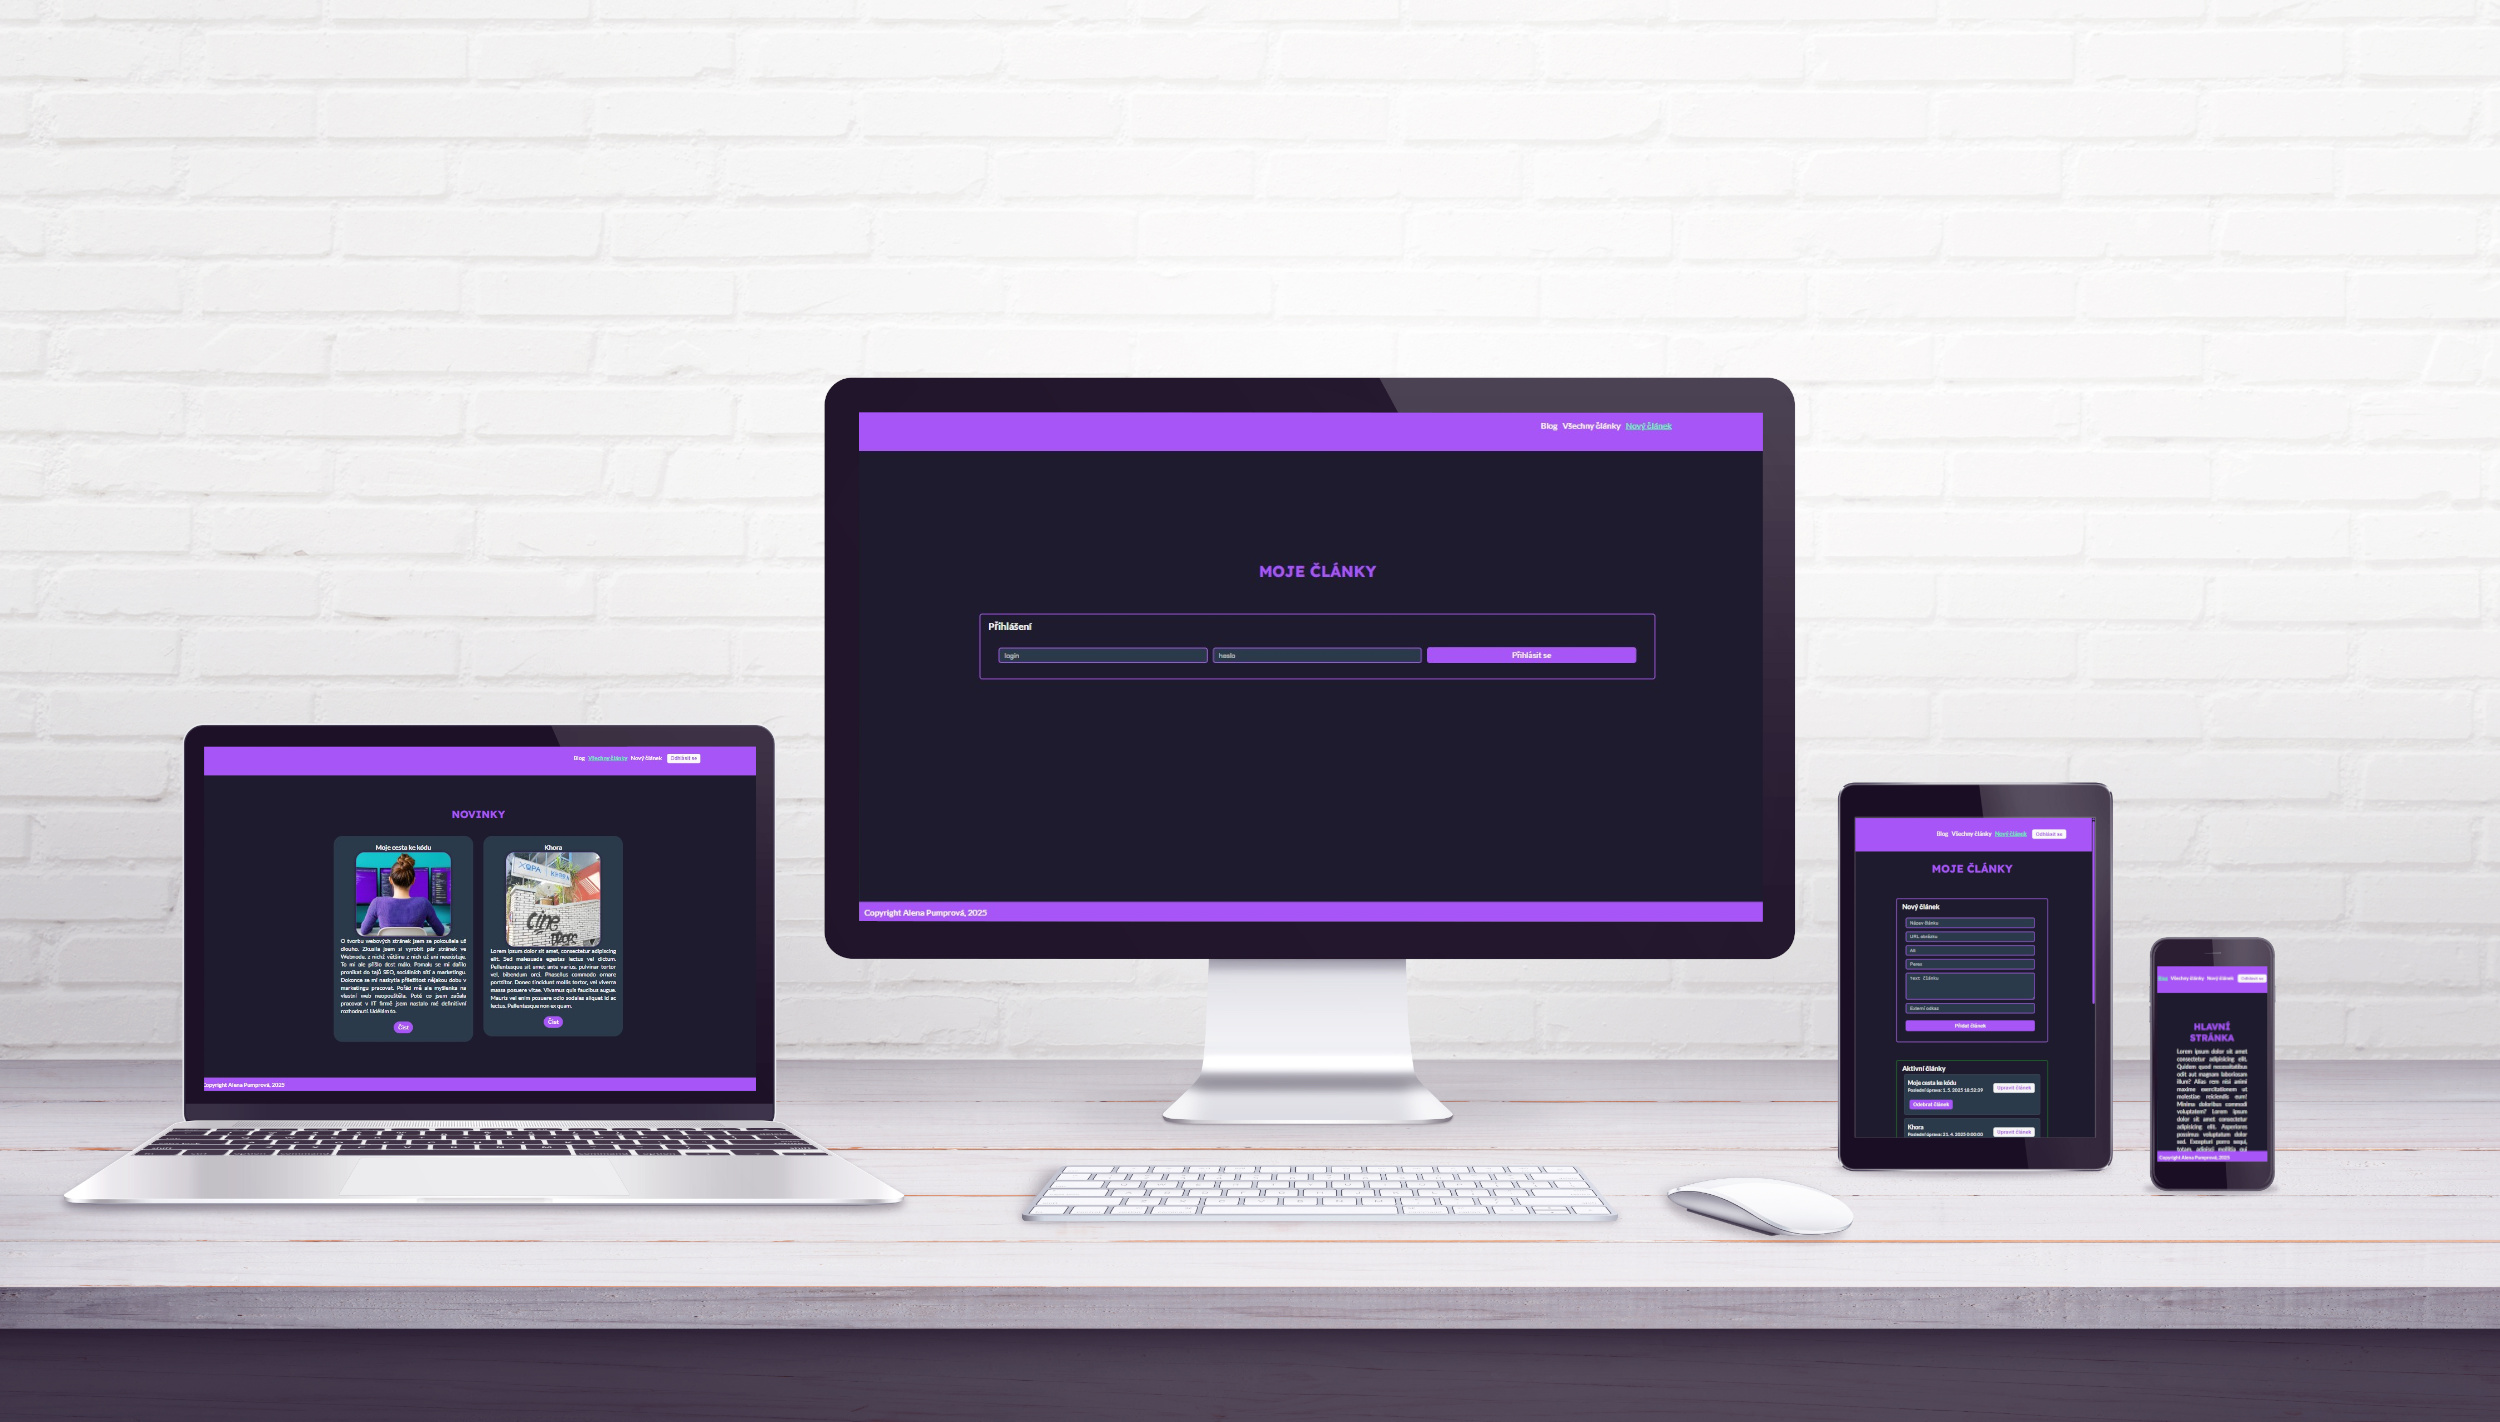 Blog Všechny články Nový článek
MOJE ČLÁNKY
Přihlášení
login
heslo
Přihlásit se
Copyright Alena Pumprová, 2025
Blog Všechny články Nový článek Odhlásit se
NOVINKY
Moje cesta ke kódu
O tvorbu webových stránek jsem se pokoušela už
dlouho. Zkusila jsem si vyrobit pár stránek ve
Webnode, z nichž většina z nich už ani neexistuje.
To mi ale přišlo dost málo. Pomalu se mi dařilo
pronikat do tajů SEO, sociálních sítí a marketingu.
Dokonce se mi naskytla příležitost nějakou dobu v
marketingu pracovat. Pořád mě ale myšlenka na
vlastní web neopouštěla. Poté co jsem začala
pracovat v IT firmě jsem nastalo mé definitivní
rozhodnutí. Udělám to.
Číst
Khora
Lorem ipsum dolor sit amet, consectetur adipiscing
elit. Sed malesuada egestas lectus vel dictum.
Pellentesque sit amet ante varius, pulvinar tortor
vel, bibendum orci. Phasellus commodo ornare
porttitor. Donec tincidunt mollis tortor, vel viverra
massa posuere vitae. Vivamus quis faucibus augue.
Mauris vel enim posuere odio sodales aliquet id ac
lectus. Pellentesque non ex quam.
Číst
Copyright Alena Pumprová, 2025
Blog Všechny články Nový článek Odhlásit se
MOJE ČLÁNKY
Nový článek
Název článku
URL obrázku
Alt
Perex
text článku
Externí odkaz
Přidat článek
Aktivní články
Moje cesta ke kódu
Poslední úprava: 1. 5. 2025 18:52:39
Upravit článek
Odebrat článek
Khora
Poslední úprava: 21. 4. 2025 0:00:00
Upravit článek
Blog Všechny články Nový článek Odhlásit se
HLAVNÍ
STRÁNKA
Lorem ipsum dolor sit amet
consectetur adipisicing elit.
Quidem quod necessitatibus
odit aut magnam laboriosam
illum? Alias rem nisi animi
maxime exercitationem ut
molestiae reiciendis eum!
Minima doloribus commodi
voluptatem? Lorem ipsum
dolor sit amet consectetur
adipisicing elit. Asperiores
possimus voluptatum dolor
sed. Excepturi porro sequi,
totam, adipisci mollitia qui
Copyright Alena Pumprová, 2025